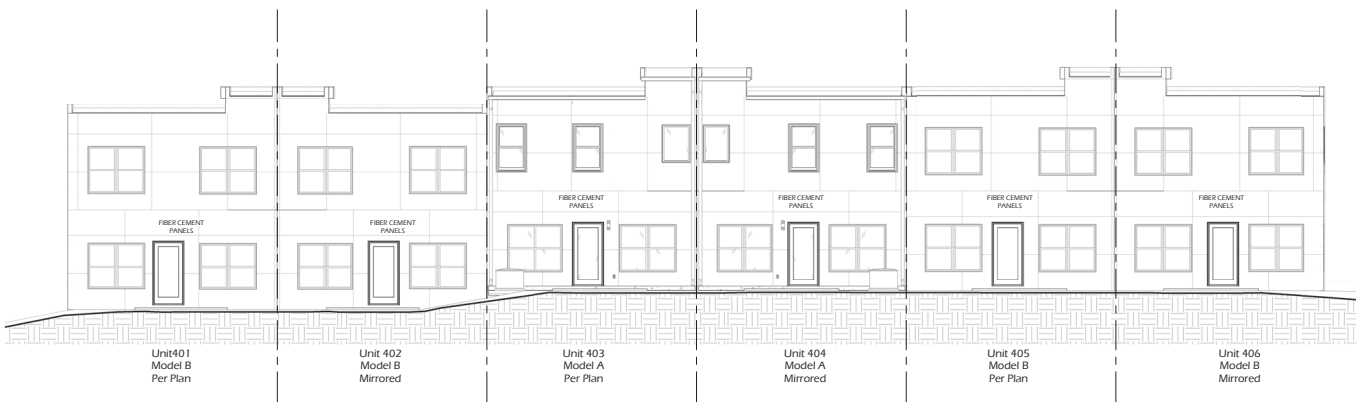 FIBER CEMENT
PANELS
FIBER CEMENT
PANELS
FIBER CEMENT
PANELS
FIBER CEMENT
PANELS
FIBER CEMENT
PANELS
FIBER CEMENT
PANELS
Unit401
Model B
Per Plan
Unit 402
Model B
Mirrored
Unit 403
Model A
Per Plan
Unit 404
Model A
Mirrored
Unit 405
Model B
Per Plan
Unit 406
Model B
Mirrored